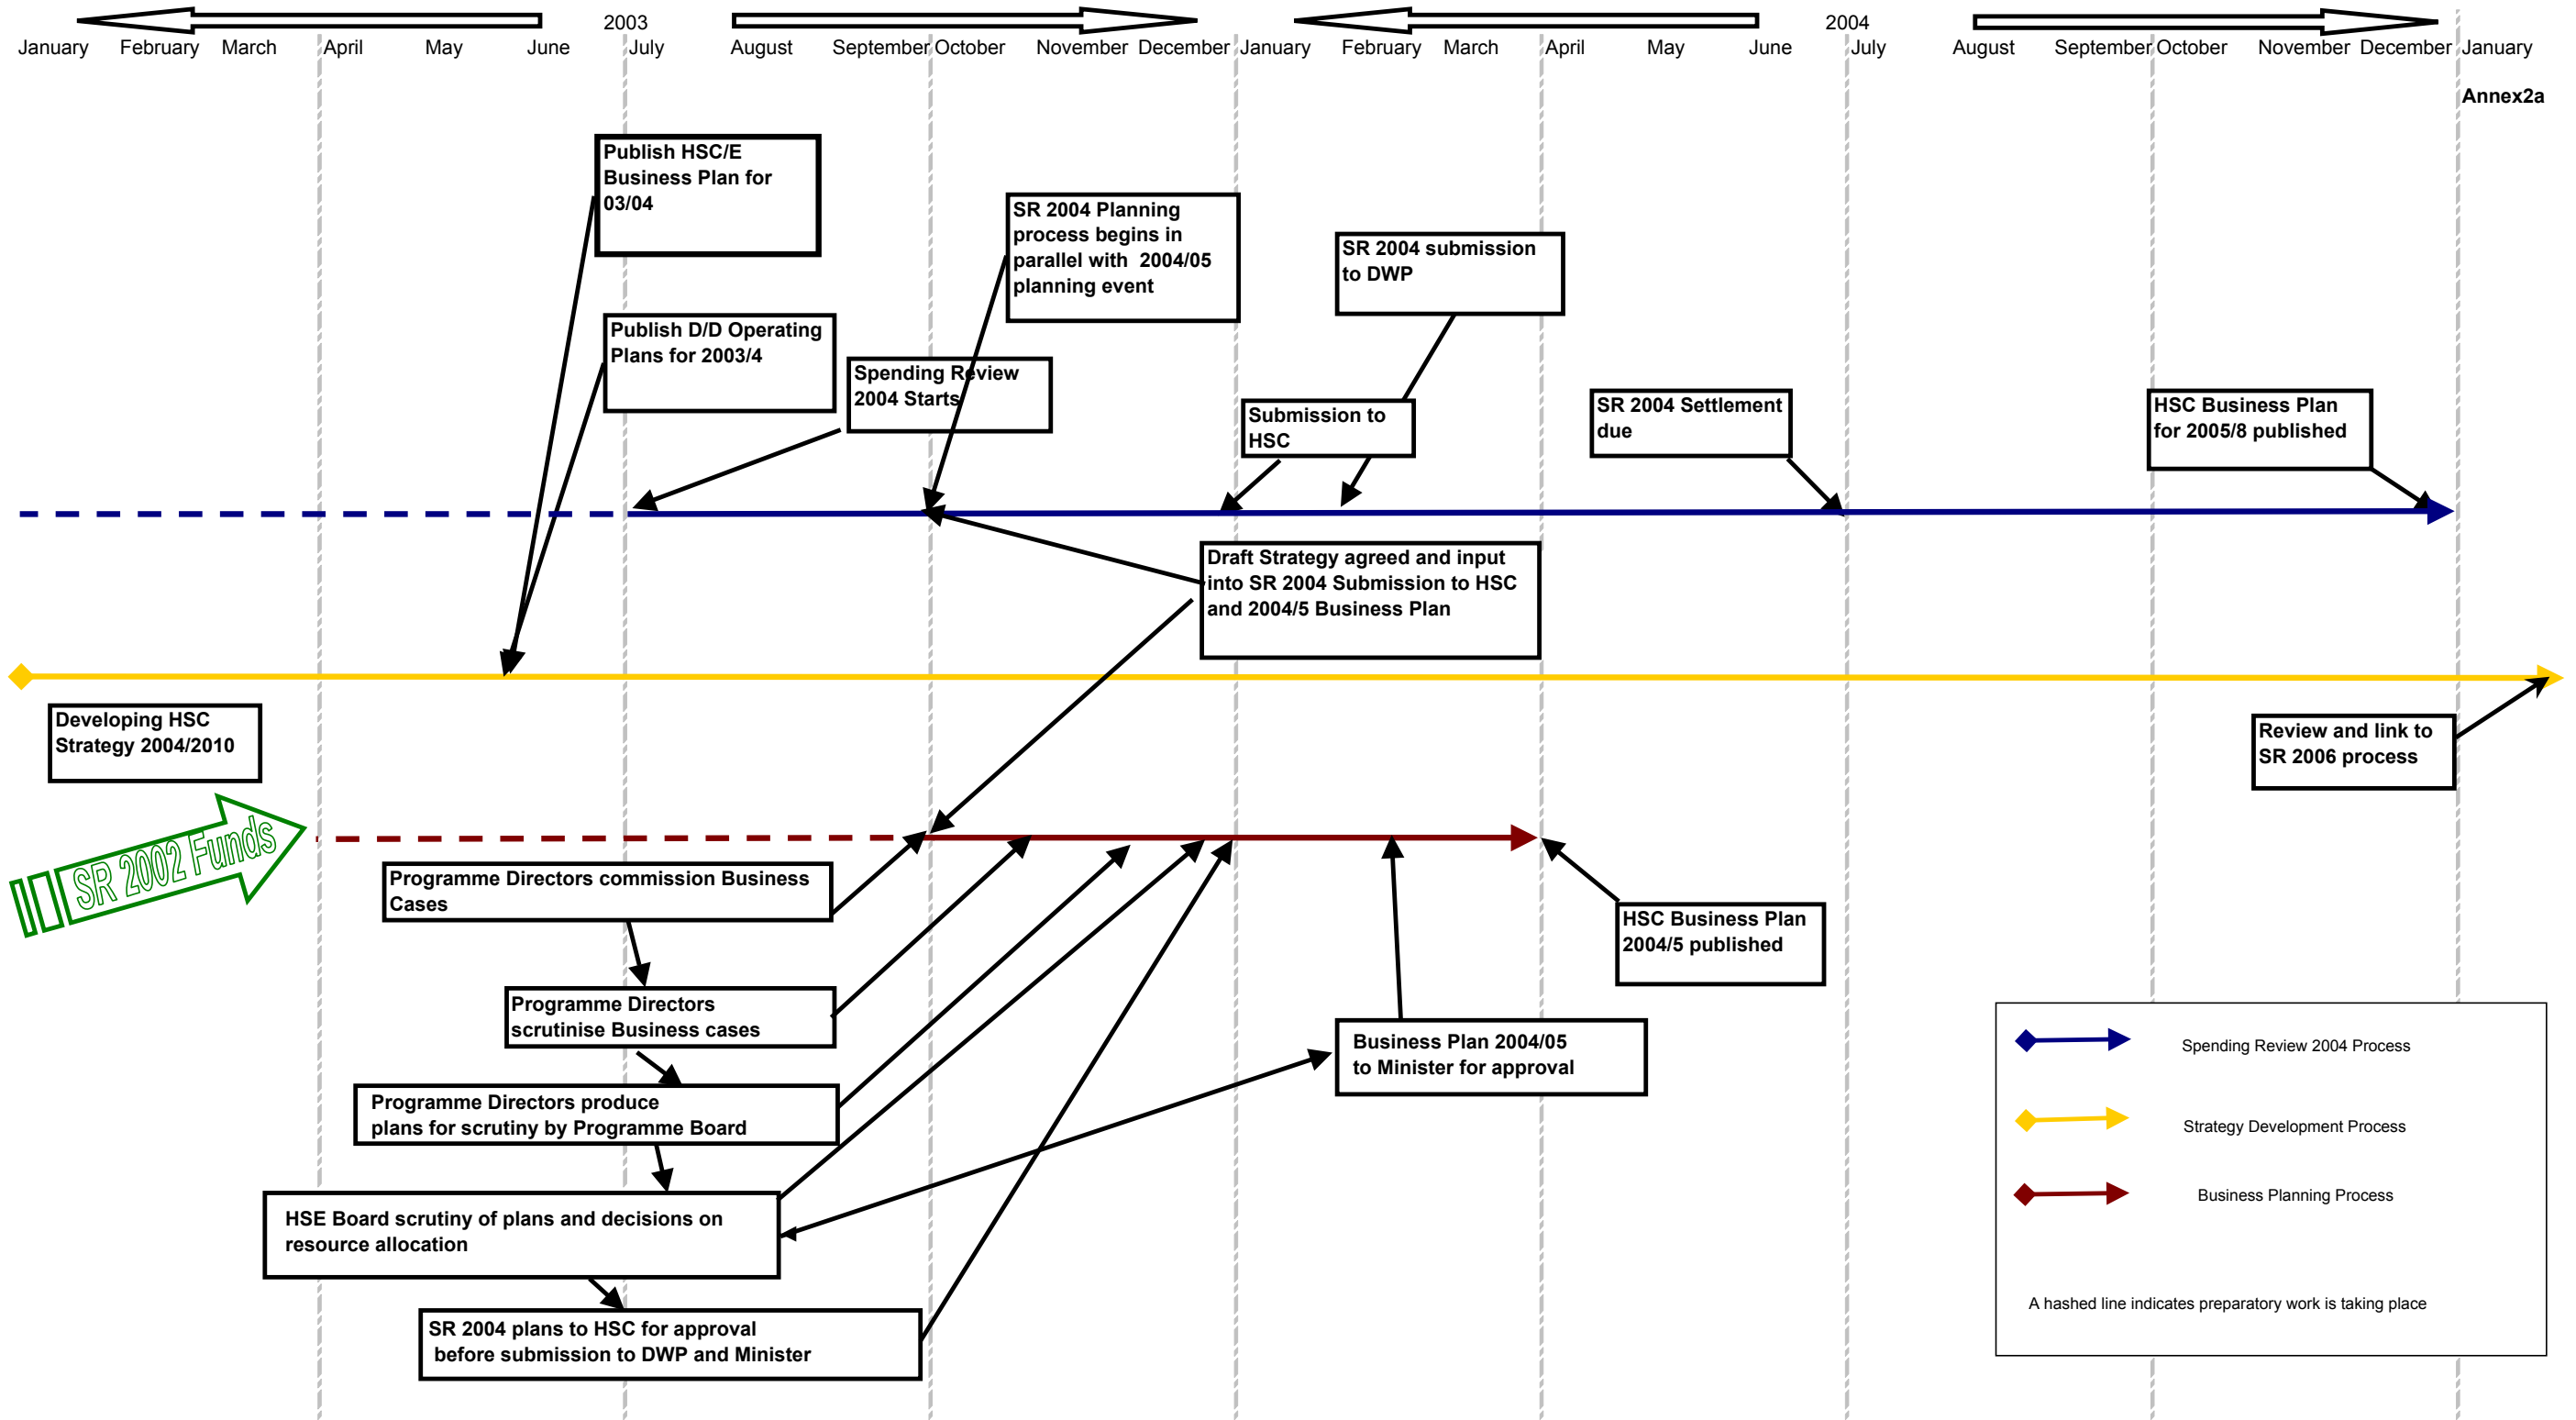 2003
2004
January February March April May June July August September October November December January February March April May June July August September October November December January
Annex2a
Publish HSC/E
Business Plan for
03/04
SR 2004 Planning
process begins in
parallel with 2004/05
planning event
SR 2004 submission
to DWP
Publish D/D Operating
Plans for 2003/4
Spending Review
2004 Starts
Submission to
HSC
SR 2004 Settlement
due
HSC Business Plan
for 2005/8 published
Draft Strategy agreed and input
into SR 2004 Submission to HSC
and 2004/5 Business Plan
Developing HSC
Strategy 2004/2010
Review and link to
SR 2006 process
SR 2002 Funds
Programme Directors commission Business
Cases
HSC Business Plan
2004/5 published
Programme Directors
scrutinise Business cases
Business Plan 2004/05
to Minister for approval
Programme Directors produce
plans for scrutiny by Programme Board
HSE Board scrutiny of plans and decisions on
resource allocation
SR 2004 plans to HSC for approval
before submission to DWP and Minister
Spending Review 2004 Process
Strategy Development Process
Business Planning Process
A hashed line indicates preparatory work is taking place